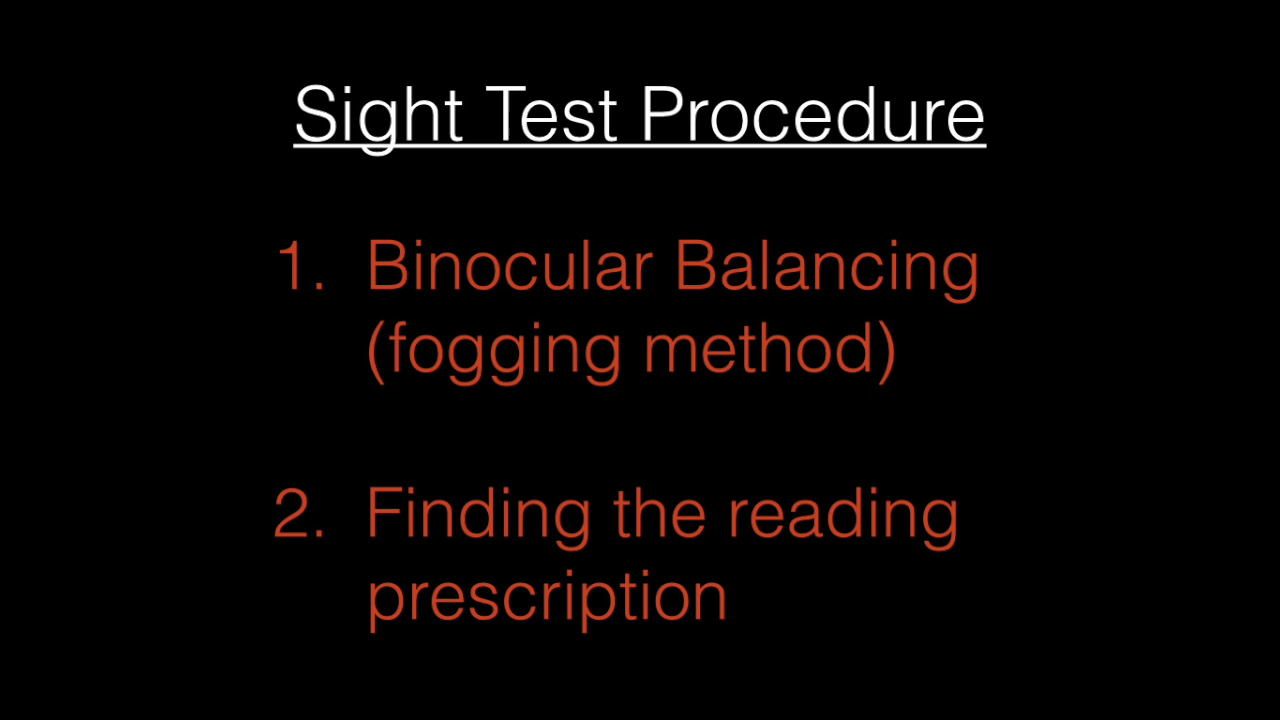 Sight Test Procedure
1. Binocular Balancing
(fogging method)
2. Finding the reading
prescription